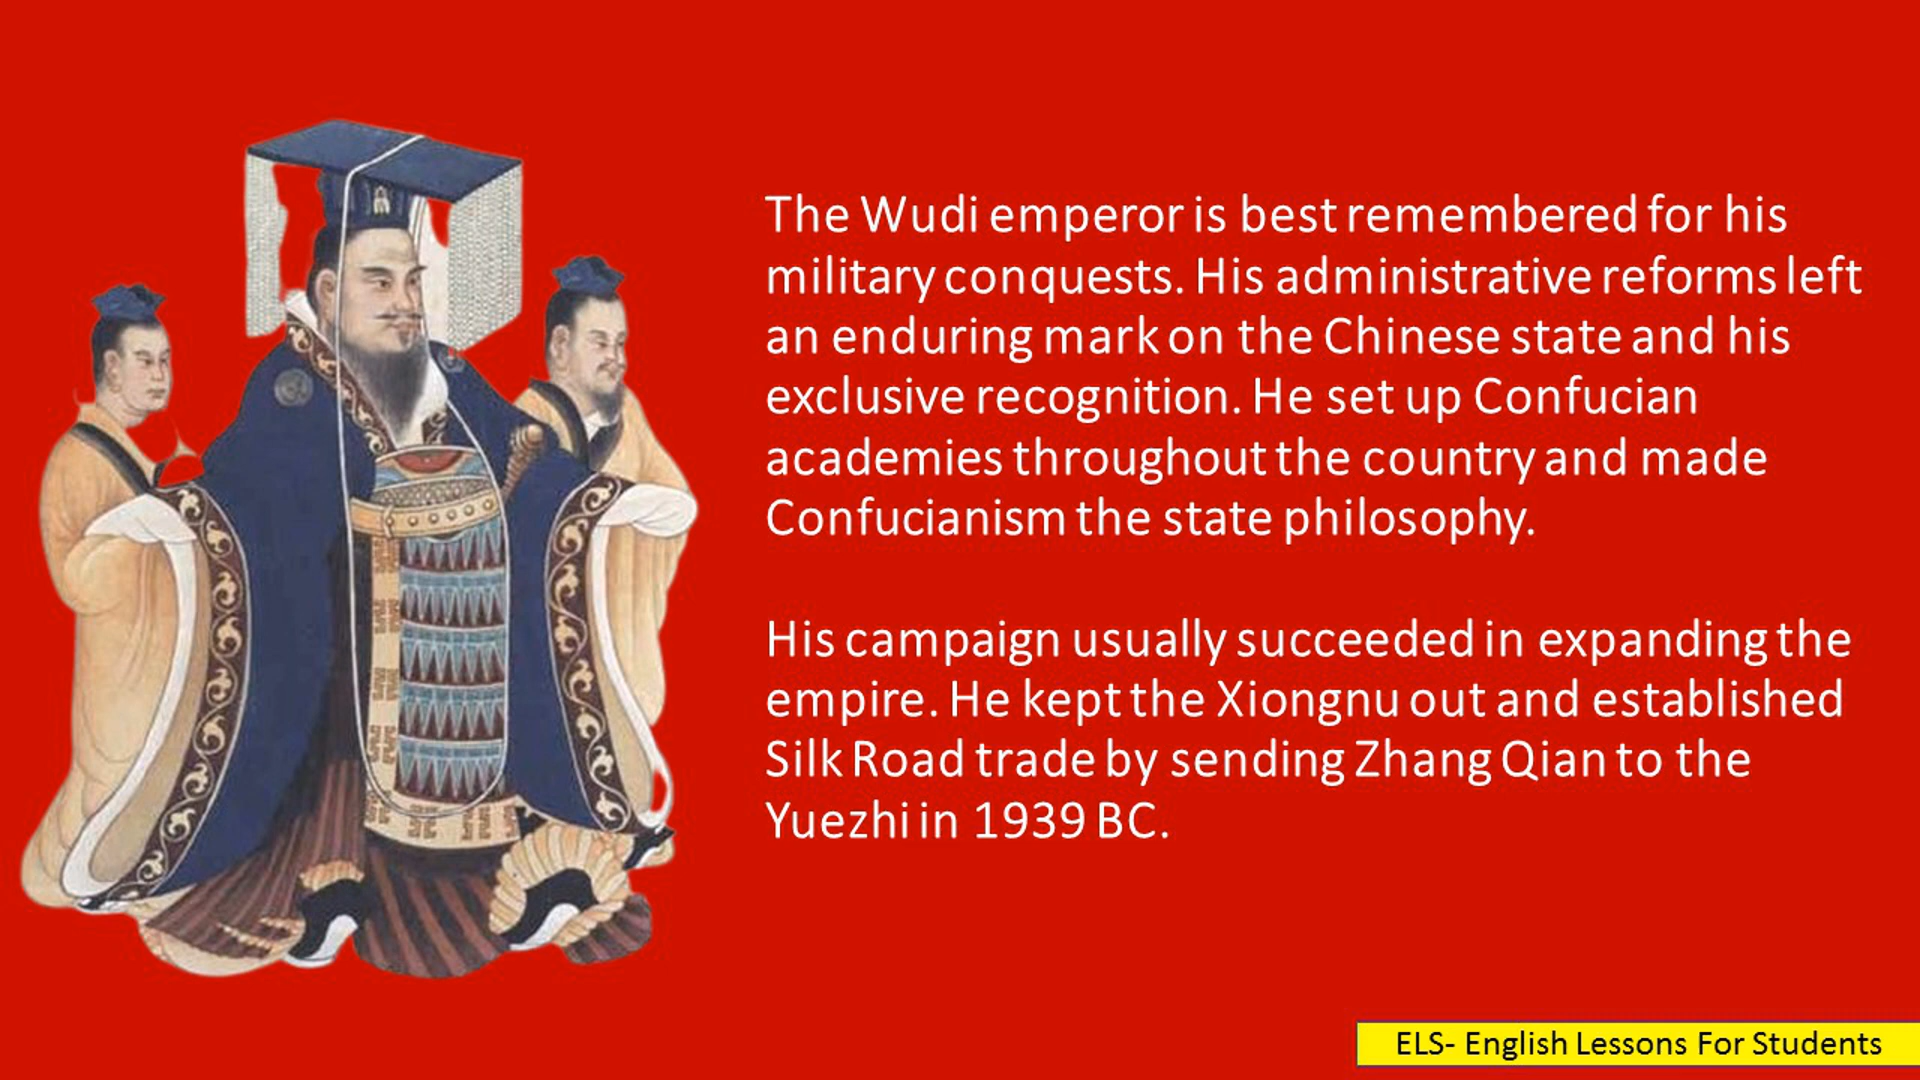 The Wudi emperor is best remembered for his
military conquests. His administrative reforms left
an enduring mark on the Chinese state and his
exclusive recognition. He set up Confucian
academies throughout the country and made
Confucianism the state philosophy.
His campaign usually succeeded in expanding the
empire. He kept the Xiongnu out and established
Silk Road trade by sending Zhang Qian to the
Yuezhi in 1939 BC.
ELS- English Lessons For Students